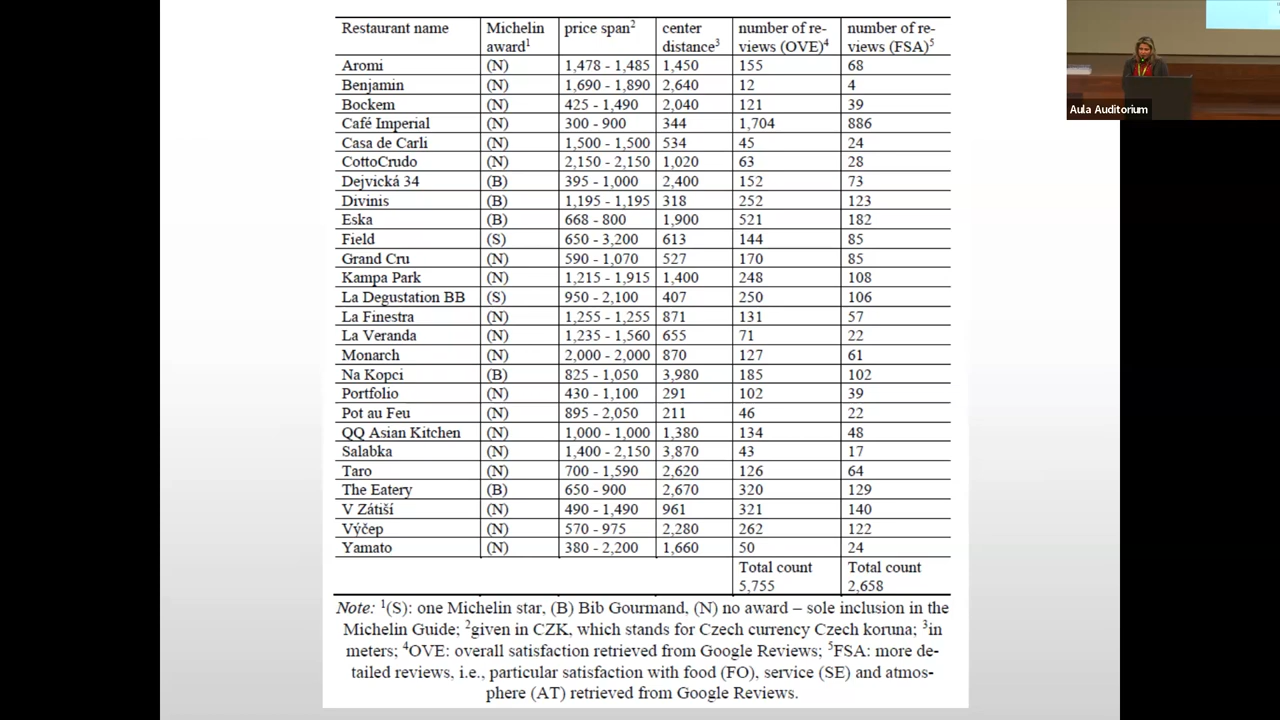 Restaurant name Michelin award1 price span2 center distance3 number of re-views (OVE)4 number of re-views (FSA)5
Aromi (N) 1,478 - 1,485 1,450 155 68
Benjamin (N) 1,690 - 1,890 2,640 12 4
Bockem (N) 425 - 1,490 2,040 121 39
Café Imperial (N) 300 - 900 344 1,704 886
Casa de Carli (N) 1,500 - 1,500 534 45 24
CottoCrudo (N) 2,150 - 2,150 1,020 63 28
Dejvická 34 (B) 395 - 1,000 2,400 152 73
Divinis (B) 1,195 - 1,195 318 252 123
Eska (B) 668 - 800 1,900 521 182
Field (S) 650 - 3,200 613 144 85
Grand Cru (N) 590 - 1,070 527 170 85
Kampa Park (N) 1,215 - 1,915 1,400 248 108
La Degustation BB (S) 950 - 2,100 407 250 106
La Finestra (N) 1,255 - 1,255 871 131 57
La Veranda (N) 1,235 - 1,560 655 71 22
Monarch (N) 2,000 - 2,000 870 127 61
Na Kopci (B) 825 - 1,050 3,980 185 102
Portfolio (N) 430 - 1,100 291 102 39
Pot au Feu (N) 895 - 2,050 211 46 22
QQ Asian Kitchen (N) 1,000 - 1,000 1,380 134 48
Salabka (N) 1,400 - 2,150 3,870 43 17
Taro (N) 700 - 1,590 2,620 126 64
The Eatery (B) 650 - 900 2,670 320 129
V Zátiší (N) 490 - 1,490 961 321 140
Výčep (N) 570 - 975 2,280 262 122
Yamato (N) 380 - 2,200 1,660 50 24
Total count 5,755 Total count 2,658
Note: 1(S): one Michelin star, (B) Bib Gourmand, (N) no award – sole inclusion in the
Michelin Guide; 2given in CZK, which stands for Czech currency Czech koruna; 3in
meters; 4OVE: overall satisfaction retrieved from Google Reviews; 5FSA: more de-
tailed reviews, i.e., particular satisfaction with food (FO), service (SE) and atmos-
phere (AT) retrieved from Google Reviews.
Aula Auditorium